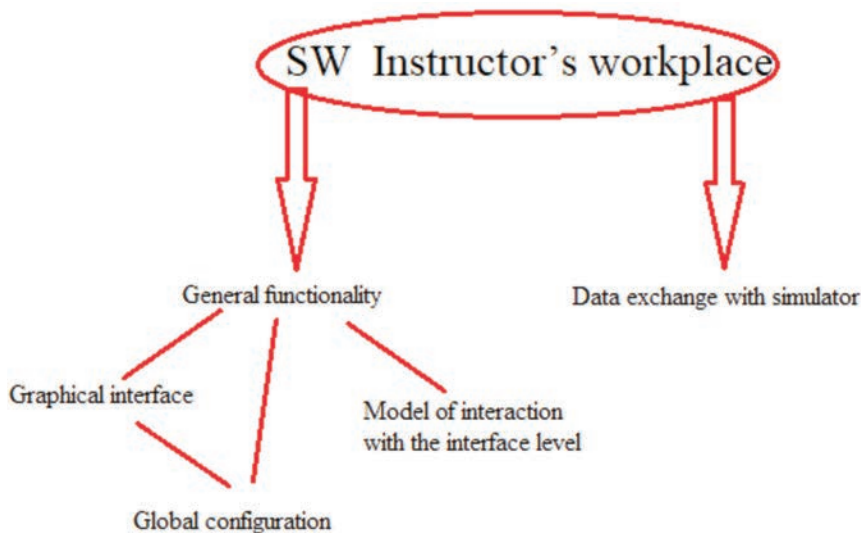 SW Instructor's workplace
General functionality
Data exchange with simulator
Graphical interface
Model of interaction
with the interface level
Global configuration